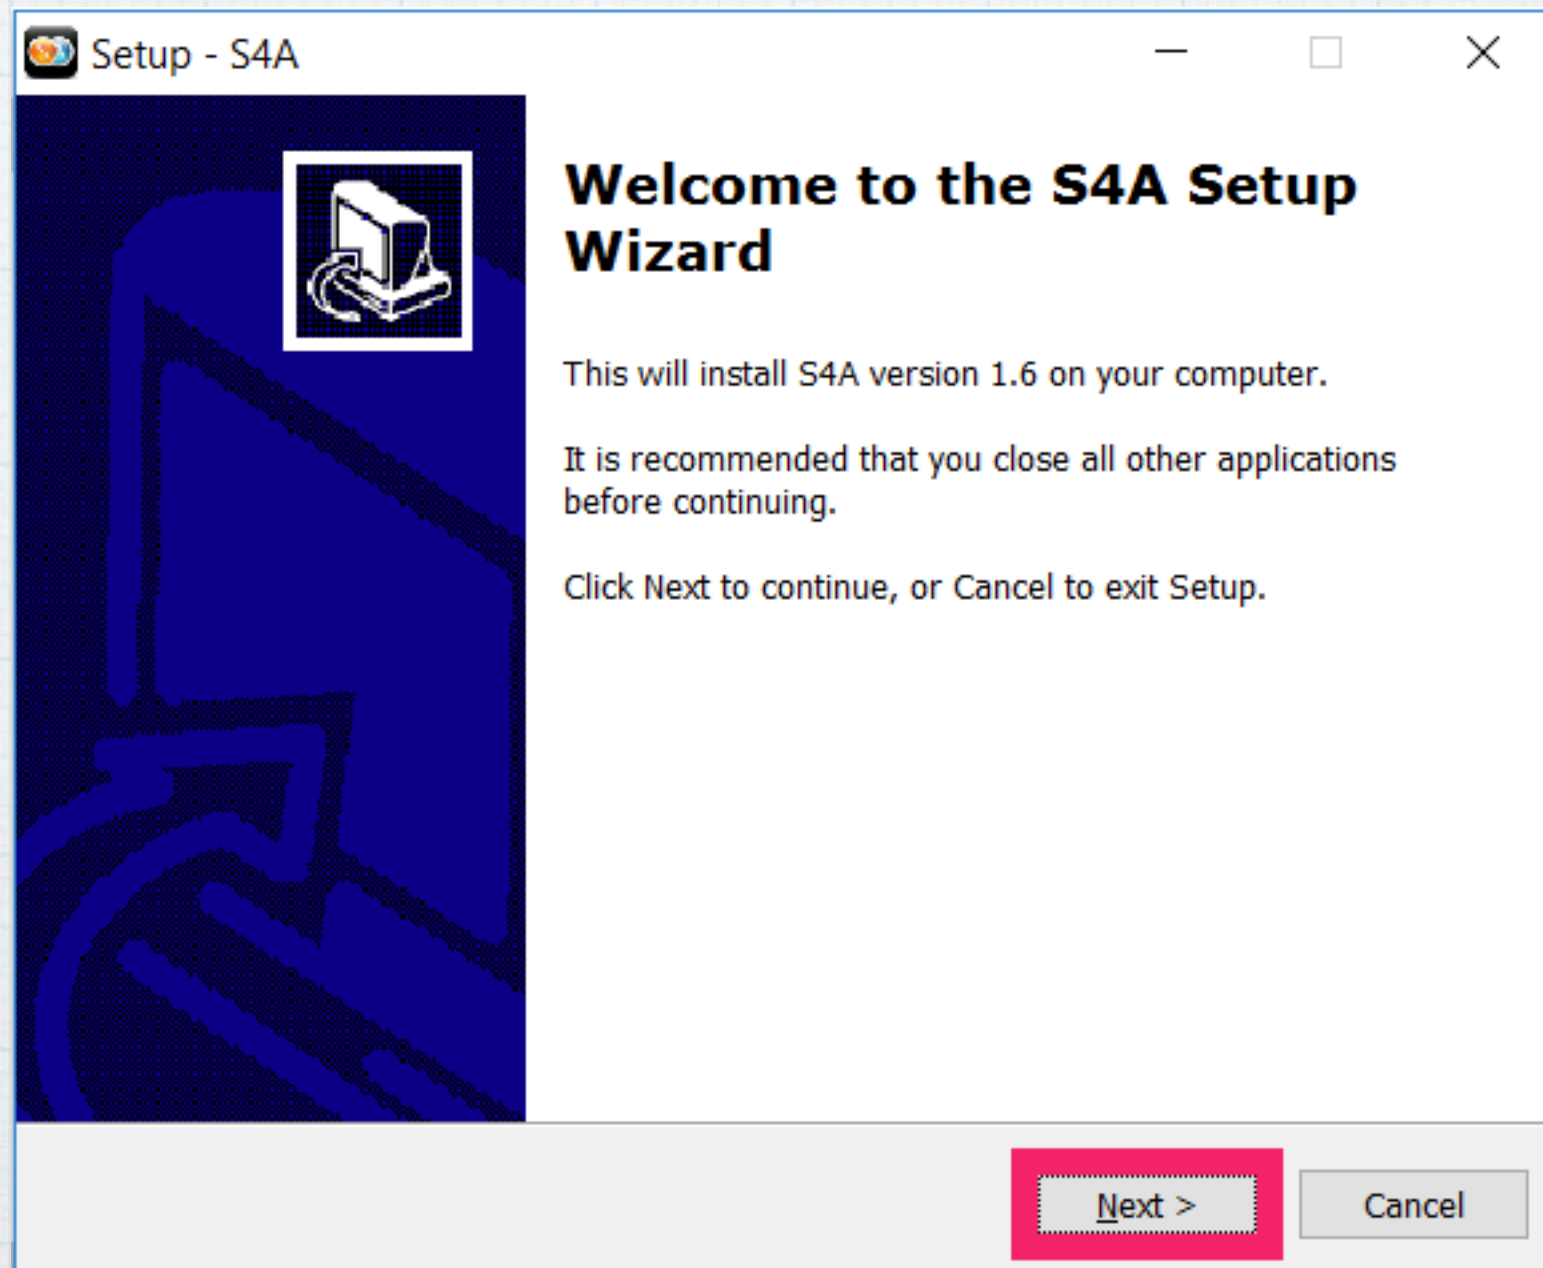 Setup - S4A
Welcome to the S4A Setup
Wizard
This will install S4A version 1.6 on your computer.
It is recommended that you close all other applications
before continuing.
Click Next to continue, or Cancel to exit Setup.
Next >
Cancel